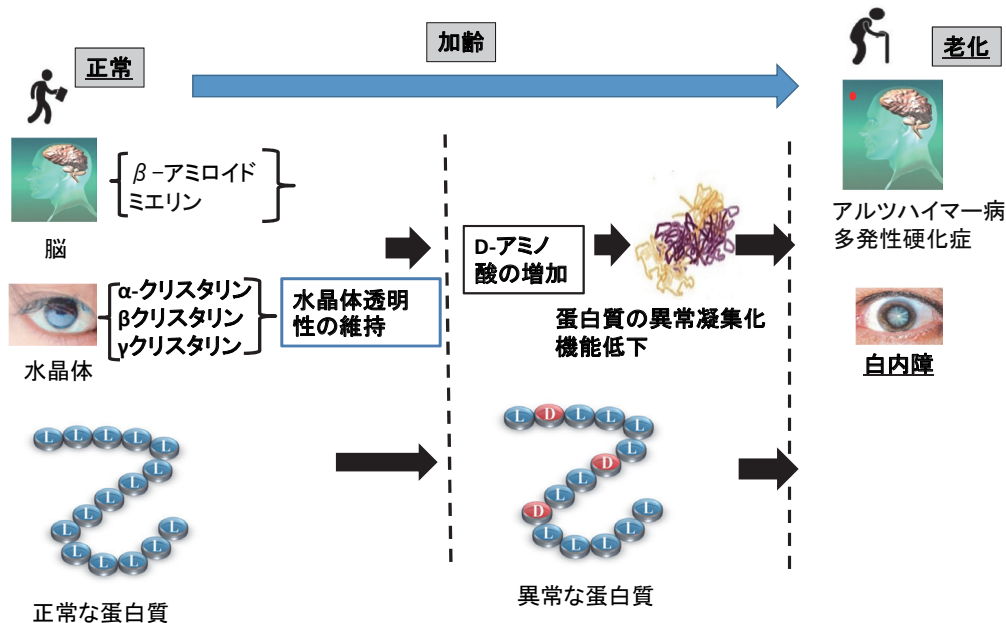 正常
加齢
老化
β-アミロイド
ミエリン
脳
α-クリスタリン
βクリスタリン
γクリスタリン
水晶体
水晶体透明
性の維持
D-アミノ
酸の増加
蛋白質の異常凝集化
機能低下
アルツハイマー病
多発性硬化症
白内障
L L L L L
L
L
L
L
L
L
L L L L
L
正常な蛋白質
L D L L L
L
D
L
L
D
L L L L
L
L
異常な蛋白質